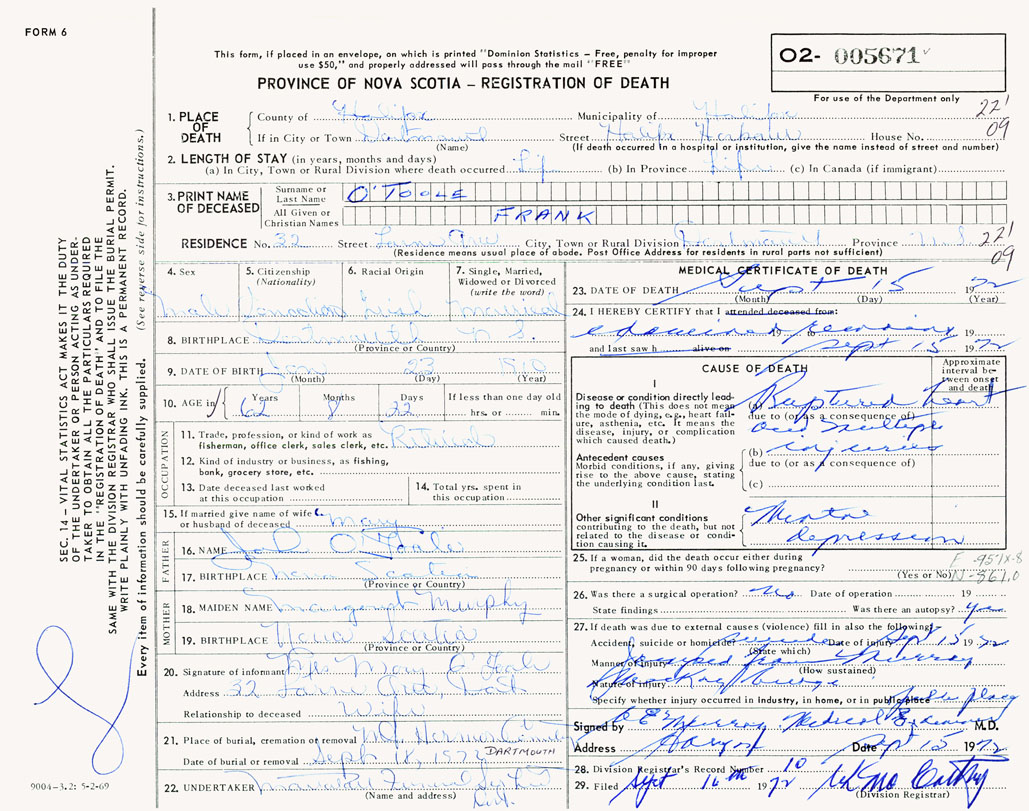 FORM 6
This form, if placed in an envelope, on which is printed "Dominion Statistics – Free, penalty for improper
use $50," and properly addressed will pass through the mail "FREE"
PROVINCE OF NOVA SCOTIA – REGISTRATION OF DEATH
O2- 005671
For use of the Department only
1. PLACE OF DEATH
County of Halifax Municipality of Halifax
221
09
If in City or Town Dartmouth Street Halifax House No.
(Name) (If death occurred in a hospital or institution, give the name instead of street and number)
2. LENGTH OF STAY (in years, months and days)
(a) In City, Town or Rural Division where death occurred Life (b) In Province Life (c) In Canada (if immigrant)
3. PRINT NAME OF DECEASED
Surname or Last Name O'TOOLE
All Given or Christian Names FRANK
RESIDENCE No. 32 Street City, Town or Rural Division Dartmouth Province N.S.
(Residence means usual place of abode. Post Office Address for residents in rural parts not sufficient)
221
09
4. Sex
Male
5. Citizenship (Nationality)
Canadian
6. Racial Origin
Irish
7. Single, Married, Widowed or Divorced (write the word)
Married
8. BIRTHPLACE Dartmouth N.S.
(Province or Country)
9. DATE OF BIRTH Jan 23 1910
(Month) (Day) (Year)
10. AGE in Years Months Days If less than one day old
62 8 22 hrs. or min.
OCCUPATION
11. Trade, profession, or kind of work as Retired
fisherman, office clerk, sales clerk, etc.
12. Kind of industry or business, as fishing,
bank, grocery store, etc.
13. Date deceased last worked
at this occupation
14. Total yrs. spent in
this occupation
15. If married give name of wife
or husband of deceased Mary
FATHER
16. NAME O'Toole
17. BIRTHPLACE Nova Scotia
(Province or Country)
MOTHER
18. MAIDEN NAME Margaret Murphy
19. BIRTHPLACE Nova Scotia
(Province or Country)
20. Signature of informant Mrs Mary O'Toole
Address 32 Dart
Relationship to deceased Wife
21. Place of burial, cremation or removal
Date of burial or removal Sept 18, 1972 DARTMOUTH
22. UNDERTAKER
(Name and address)
MEDICAL CERTIFICATE OF DEATH
23. DATE OF DEATH Sept 15 1972
(Month) (Day) (Year)
24. I HEREBY CERTIFY that I attended deceased from:
examined 19 19
and last saw h alive on Sept 15 1972
CAUSE OF DEATH
Approximate interval between onset and death
I
Disease or condition directly leading to death (This does not mean the mode of dying, e.g., heart failure, asthenia, etc. It means the disease, injury, or complication which caused death.)
(a) Ruptured heart
due to (or as a consequence of)
multiple
Antecedent causes
Morbid conditions, if any, giving rise to the above cause, stating the underlying condition last.
(b) injuries
due to (or as a consequence of)
(c)
II
Other significant conditions
contributing to the death, but not related to the disease or condition causing it.
Mental
depression
25. If a woman, did the death occur either during
pregnancy or within 90 days following pregnancy?
(Yes or No)
26. Was there a surgical operation? No Date of operation 19
State findings Was there an autopsy?
27. If death was due to external causes (violence) fill in also the following:
Accident, suicide or homicide? suicide Date of injury Sept 15 1972
(State which)
Manner of injury Jumped from Murray
(How sustained)
Nature of injury
Specify whether injury occurred in industry, in home, or in public place public place
Signed by Murray Medical Examiner M.D.
Address Date Sept 15 1972
28. Division Registrar's Record Number 10
29. Filed Sept 16th 1972
(Division Registrar)
SEC. 14 – VITAL STATISTICS ACT MAKES IT THE DUTY
OF THE UNDERTAKER OR PERSON ACTING AS UNDER-
TAKER TO OBTAIN ALL THE PARTICULARS REQUIRED
IN THE "REGISTRATION OF DEATH" AND TO FILE THE
SAME WITH THE DIVISION REGISTRAR WHO SHALL ISSUE THE BURIAL PERMIT.
WRITE PLAINLY WITH UNFADING INK. THIS IS A PERMANENT RECORD.
Every item of information should be carefully supplied. (See reverse side for instructions.)
9004-3.2: 5-2-69